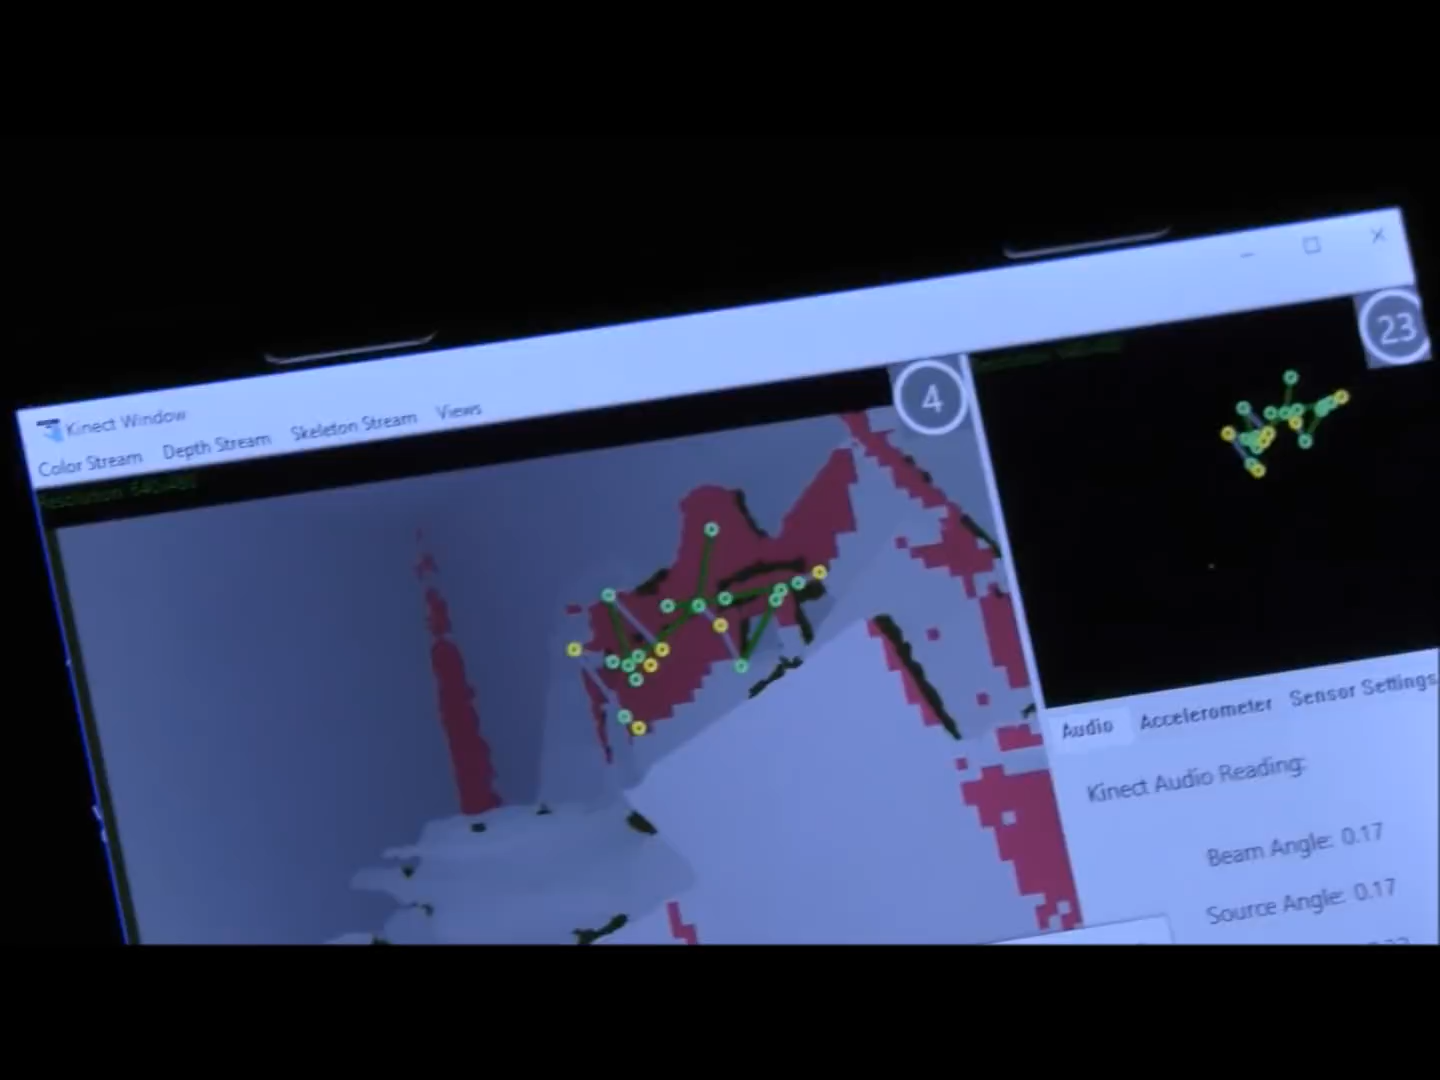 Kinect Window
Color Stream Depth Stream Skeleton Stream Views
4
23
Audio Accelerometer Sensor Settings
Kinect Audio Reading:
Beam Angle: 0.17
Source Angle: 0.17